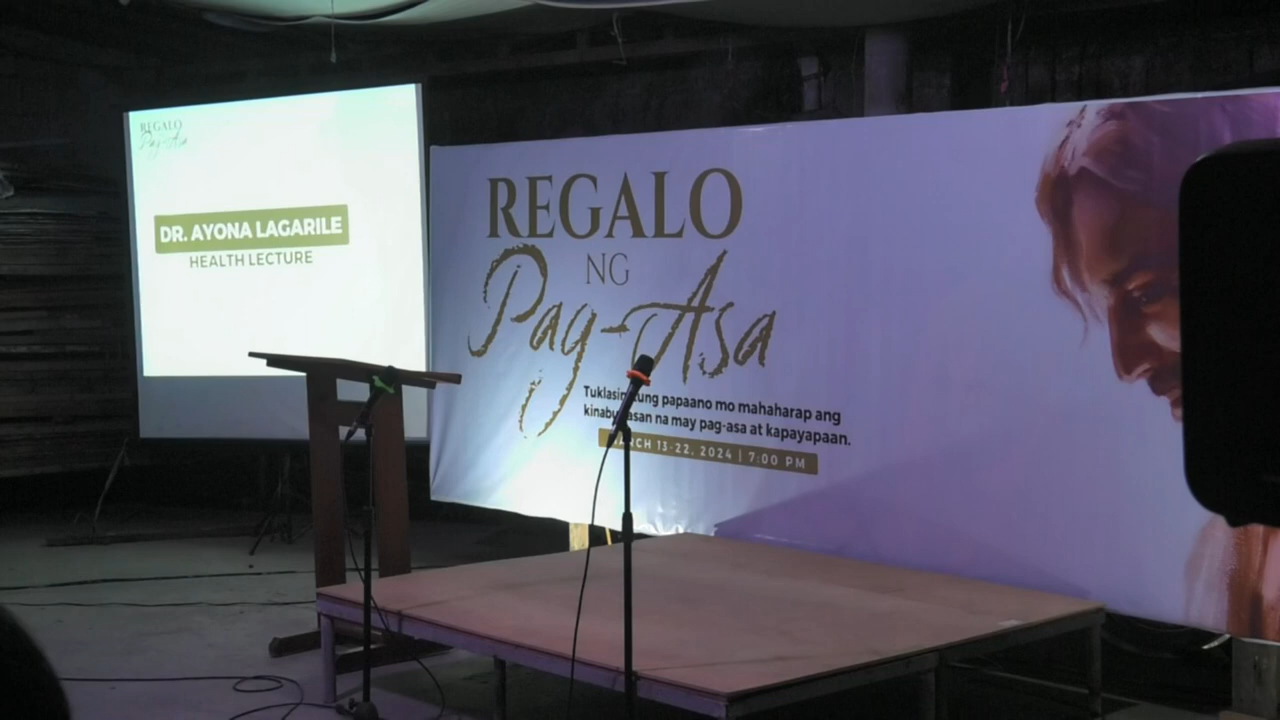 REGALO
Pag-Asa
DR. AYONA LAGARILE
HEALTH LECTURE
REGALO
NG
Pag-Asa
Tuklasin kung papaano mo mahaharap ang
kinabukasan na may pag-asa at kapayapaan.
MARCH 13-22, 2024 | 7:00 PM